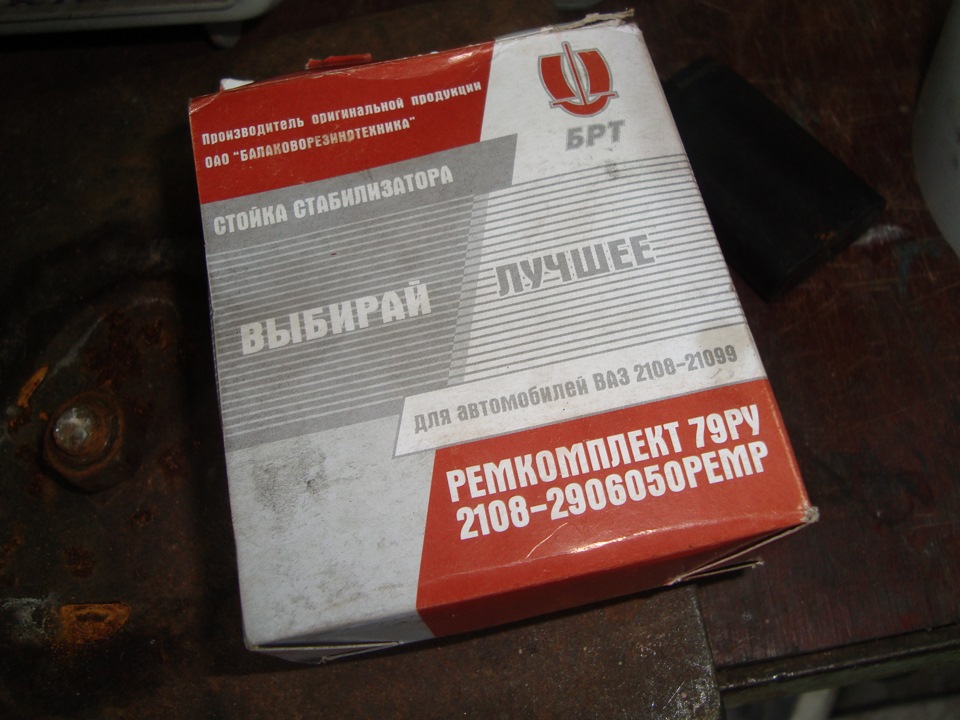 Производитель оригинальной продукции
ОАО "БАЛАКОВОРЕЗИНОТЕХНИКА"
БРТ
СТОЙКА СТАБИЛИЗАТОРА
ВЫБИРАЙ ЛУЧШЕЕ
для автомобилей ВАЗ 2108-21099
РЕМКОМПЛЕКТ 79РУ
2108-2906050РЕМР